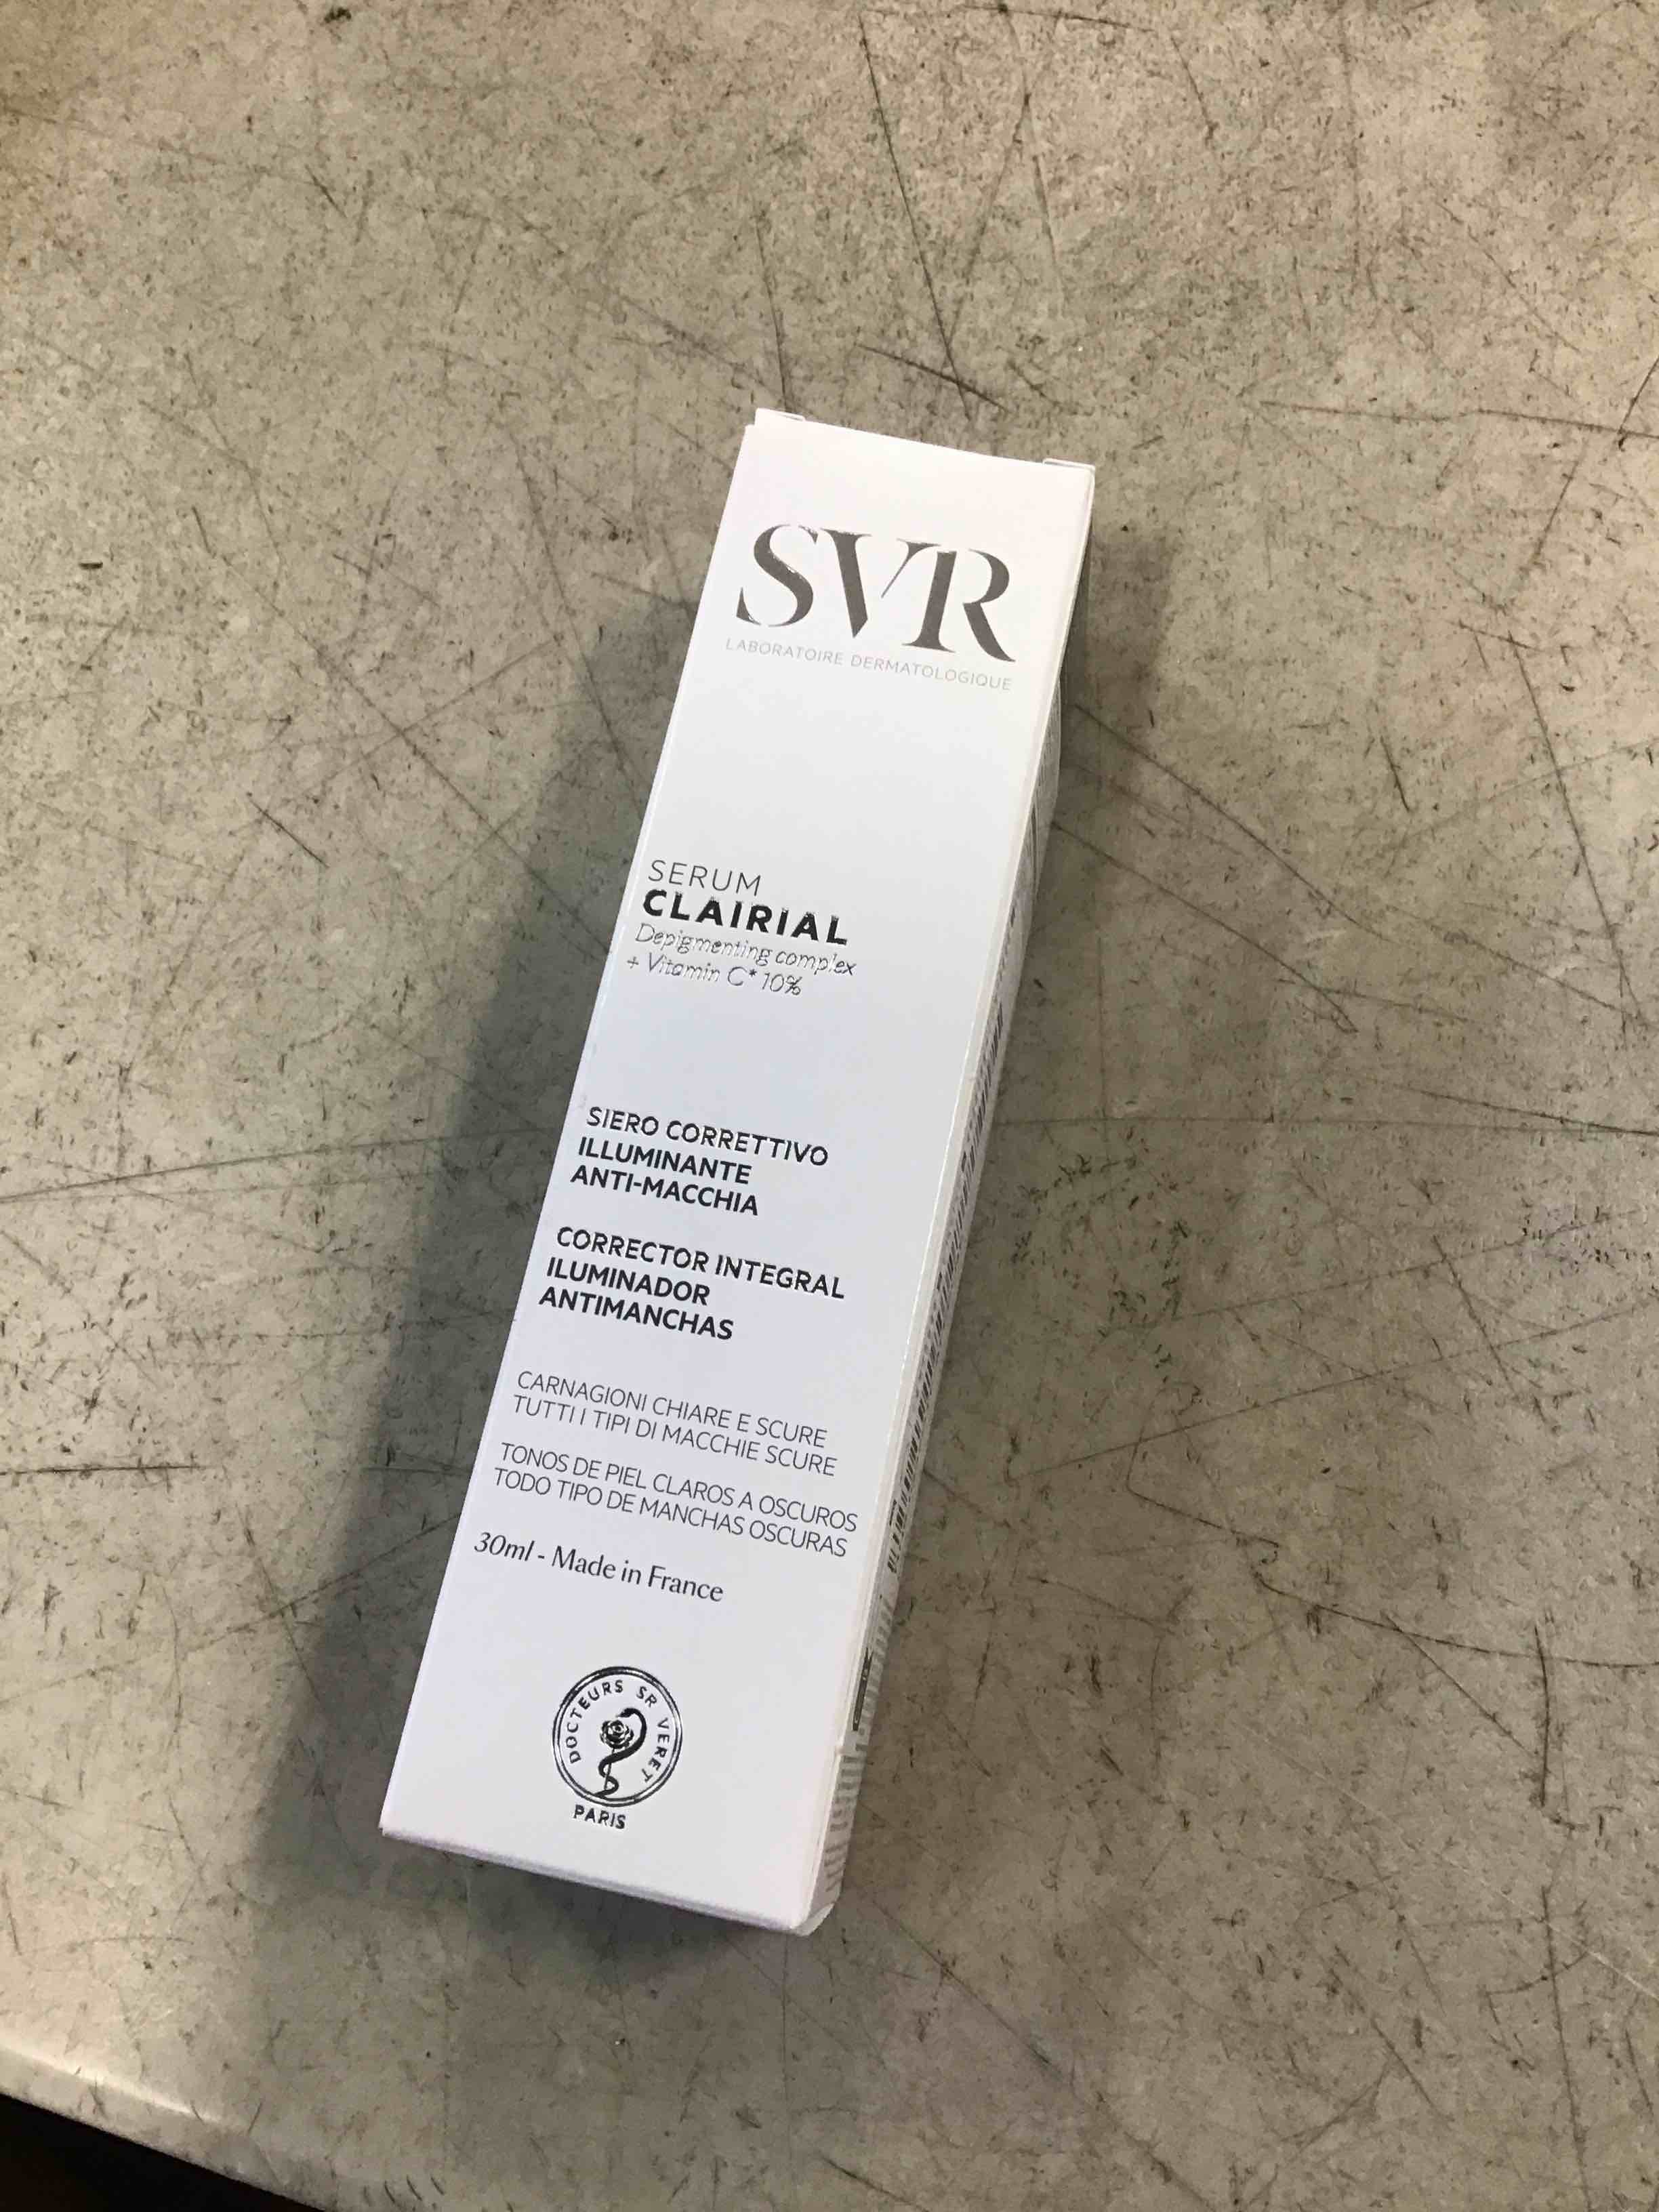 SVR
LABORATOIRE DERMATOLOGIQUE
SERUM
CLAIRIAL
Depigmenting complex
+ Vitamin C* 10%
SIERO CORRETTIVO
ILLUMINANTE
ANTI-MACCHIA
CORRECTOR INTEGRAL
ILUMINADOR
ANTIMANCHAS
CARNAGIONI CHIARE E SCURE
TUTTI I TIPI DI MACCHIE SCURE
TONOS DE PIEL CLAROS A OSCUROS
TODO TIPO DE MANCHAS OSCURAS
30ml - Made in France
DOCTEURS SR VERET
PARIS